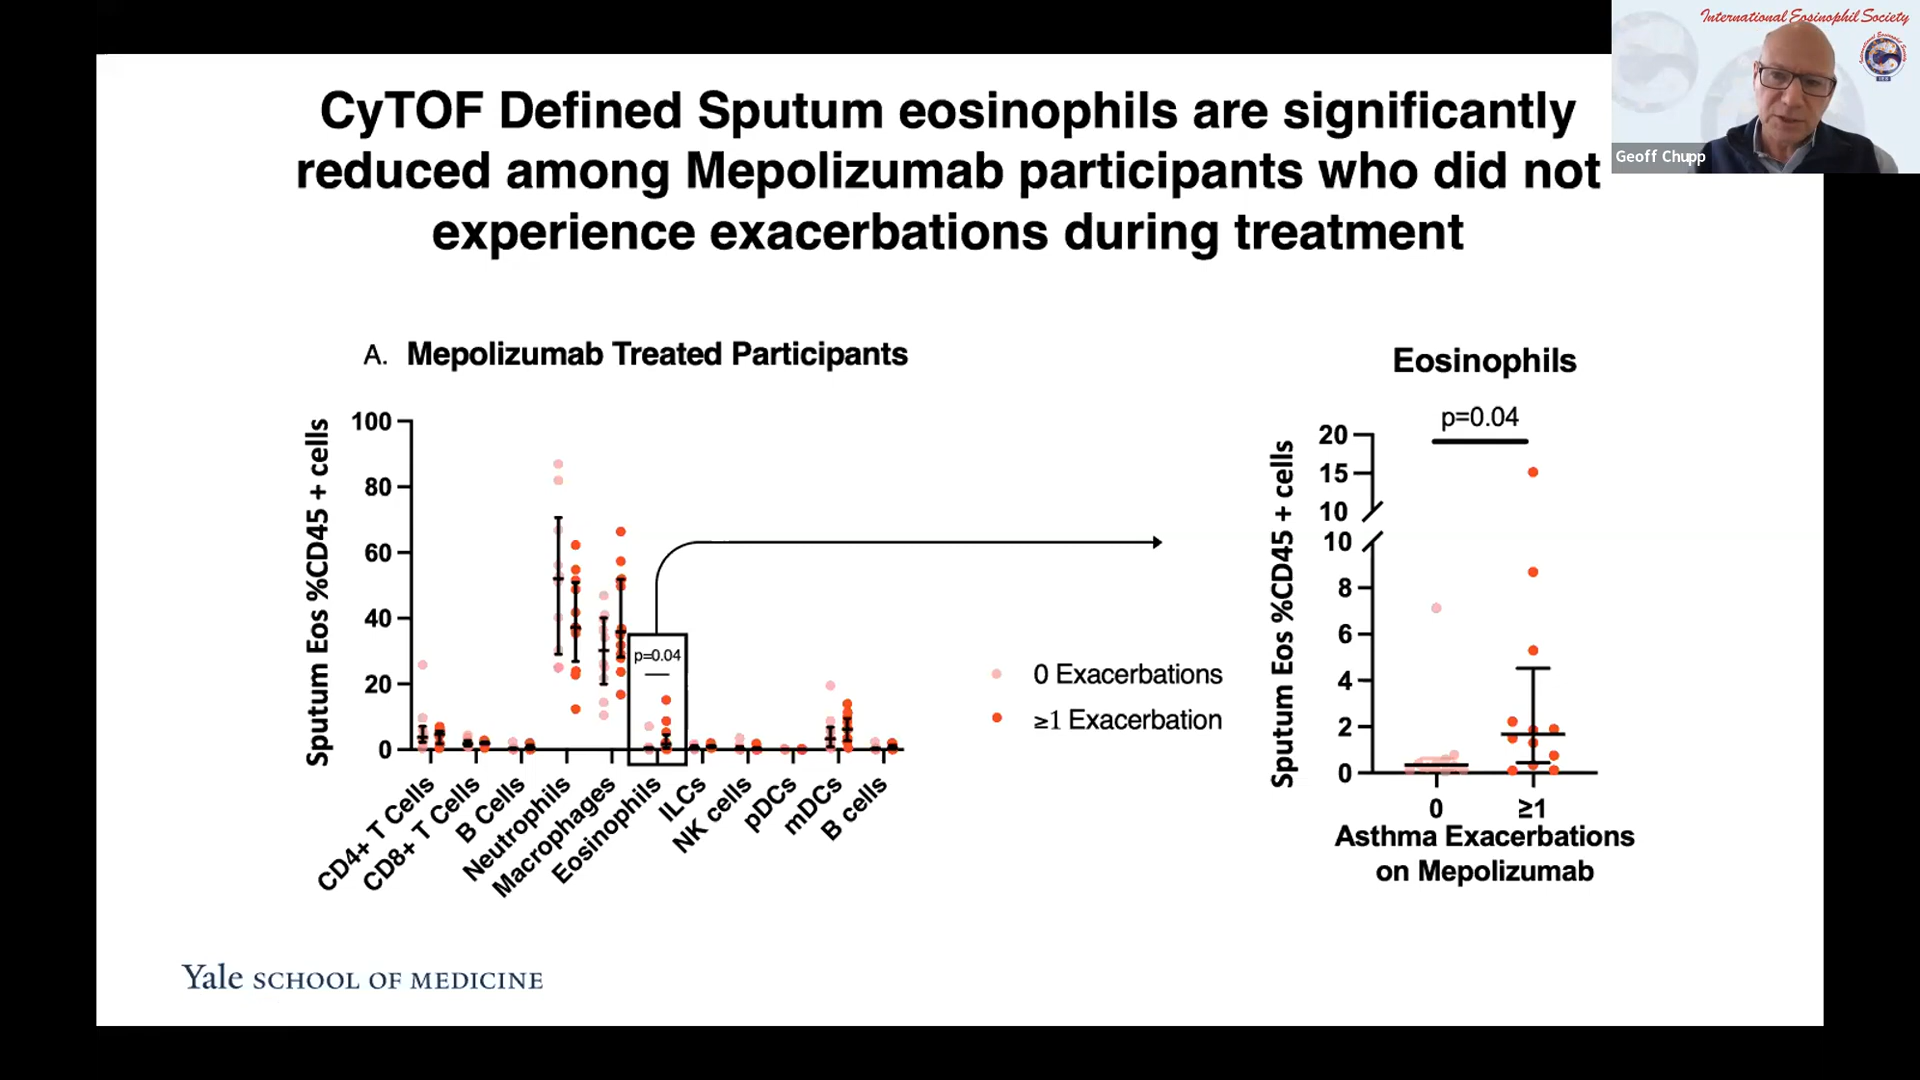 International Eosinophil Society
Geoff Chupp
CyTOF Defined Sputum eosinophils are significantly
reduced among Mepolizumab participants who did not
experience exacerbations during treatment
A. Mepolizumab Treated Participants
Sputum Eos %CD45 + cells
100
80
60
40
20
0
p=0.04
CD4+ T Cells
CD8+ T Cells
B Cells
Neutrophils
Macrophages
Eosinophils
ILCs
NK cells
pDCs
mDCs
B cells
0 Exacerbations
≥1 Exacerbation
Eosinophils
p=0.04
Sputum Eos %CD45 + cells
20
15
10
10
8
6
4
2
0
0
≥1
Asthma Exacerbations
on Mepolizumab
Yale SCHOOL OF MEDICINE